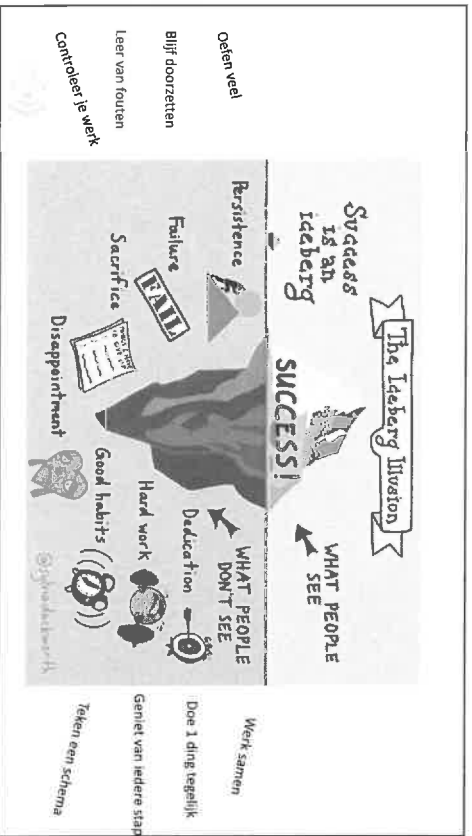 The Iceberg Illusion
Success
is an
iceberg
WHAT PEOPLE
SEE
SUCCESS!
WHAT PEOPLE
DON'T SEE
Persistence
Failure
FAIL
Sacrifice
Disappointment
Dedication
Hard work
Good habits
@sylviaduckworth
Oefen veel
Blijf doorzetten
Leer van fouten
Controleer je werk
Werk samen
Doe 1 ding tegelijk
Geniet van iedere stap
Teken een schema